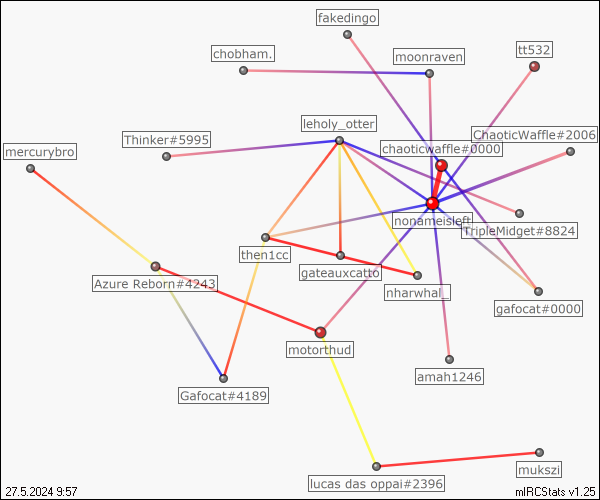 fakedingo
chobham.
moonraven
tt532
leholy_otter
Thinker#5995
ChaoticWaffle#2006
chaoticwaffle#0000
mercurybro
nonameisleft
TripleMidget#8824
then1cc
gateauxcatto
Azure Reborn#4243
nharwhal_
gafocat#0000
motorthud
amah1246
Gafocat#4189
mukszi
lucas das oppai#2396
27.5.2024 9:57
mIRCStats v1.25